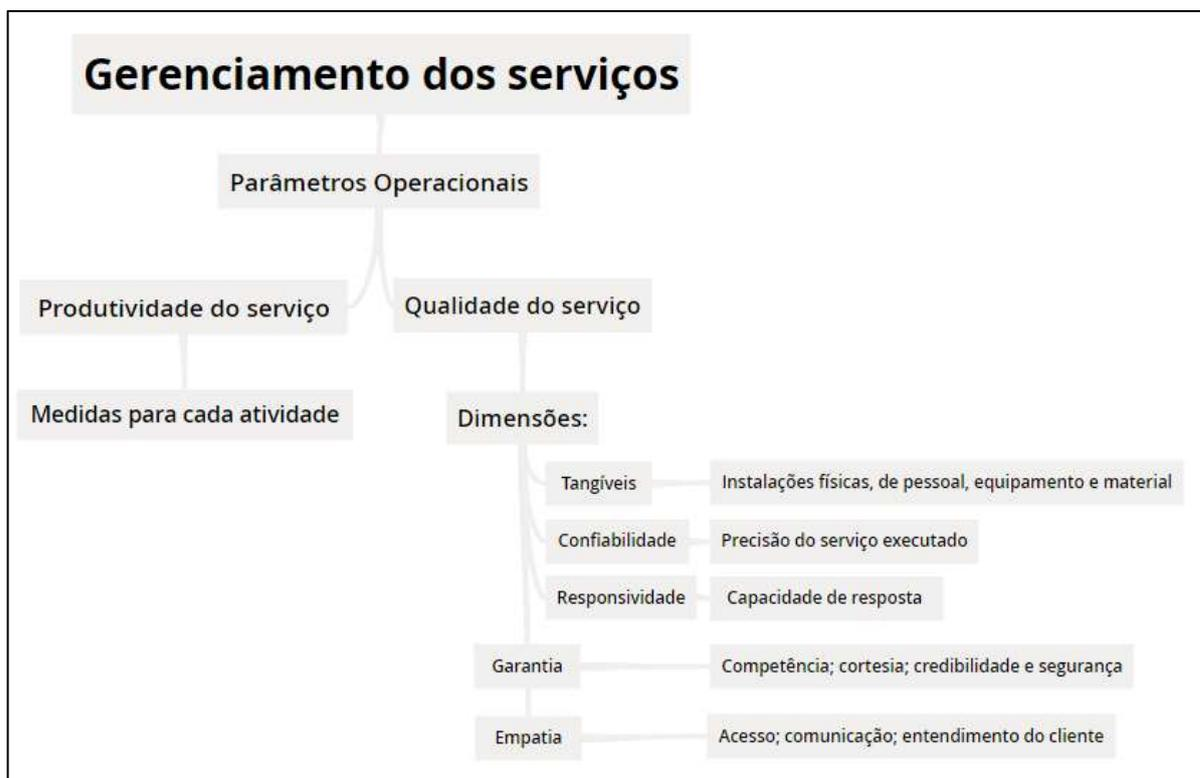 Gerenciamento dos serviços
Parâmetros Operacionais
Produtividade do serviço
Qualidade do serviço
Medidas para cada atividade
Dimensões:
Tangíveis
Instalações físicas, de pessoal, equipamento e material
Confiabilidade
Precisão do serviço executado
Responsividade
Capacidade de resposta
Garantia
Competência; cortesia; credibilidade e segurança
Empatia
Acesso; comunicação; entendimento do cliente